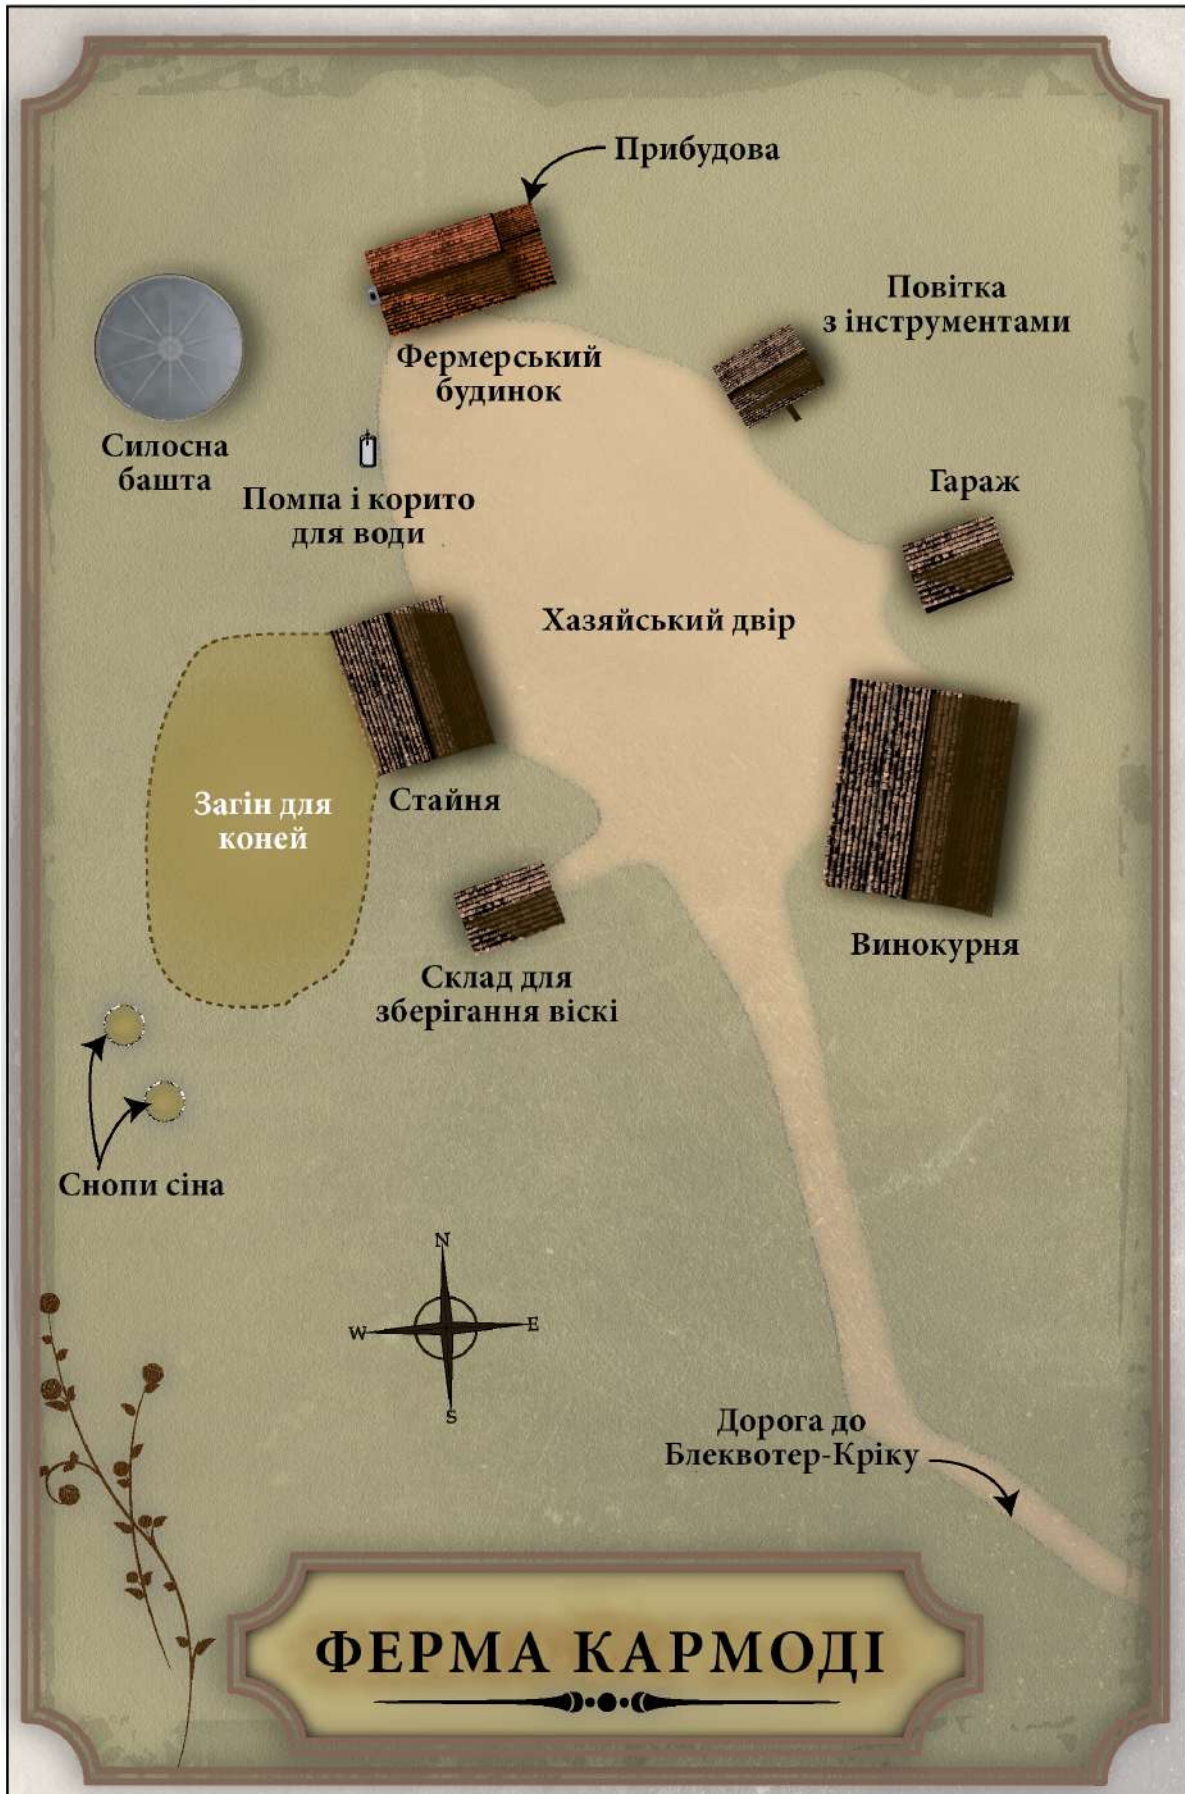 Прибудова
Повітка
з інструментами
Фермерський
будинок
Силосна
башта
Помпа і корито
для води
Гараж
Хазяйський двір
Загін для
коней
Стайня
Винокурня
Склад для
зберігання віскі
Снопи сіна
N
W
E
S
Дорога до
Блеквотер-Кріку
ФЕРМА КАРМОДІ